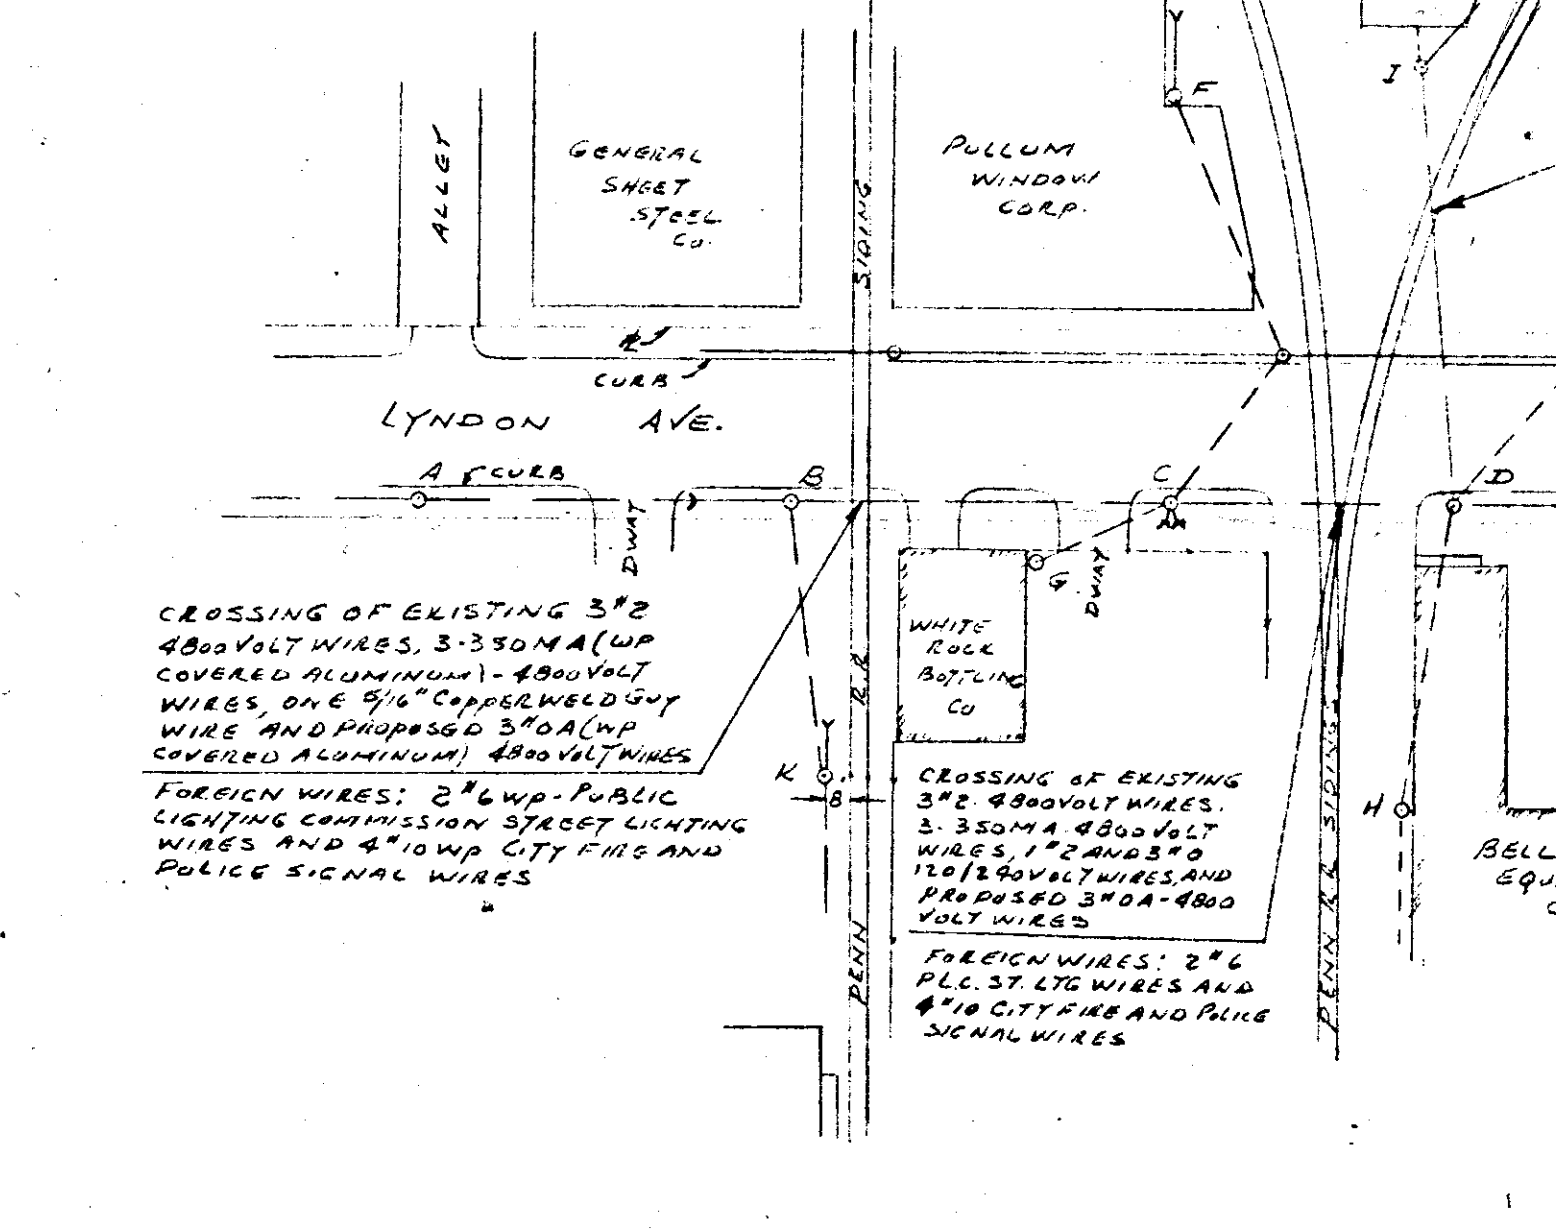 F
I
ALLEY
GENERAL
SHEET
STEEL
Co.
SIDING
PULLUM
WINDOW
CORP.
CURB
LYNDON AVE.
A CURB
B
C
D
DWAY
G
DWAY
CROSSING OF EXISTING 3#2
4800 VOLT WIRES, 3-350MA (WP
COVERED ALUMINUM) - 4800 VOLT
WIRES, ONE 5/16" COPPERWELD GUY
WIRE AND PROPOSED 3#0A (WP
COVERED ALUMINUM) 4800 VOLT WIRES
FOREIGN WIRES: 2#6 WP - PUBLIC
LIGHTING COMMISSION STREET LIGHTING
WIRES AND 4#10 WP CITY FIRE AND
POLICE SIGNAL WIRES
WHITE
ROCK
BOTTLING
Co
K
8
PENN R.R.
CROSSING OF EXISTING
3#2 - 4800 VOLT WIRES.
3-350MA 4800 VOLT
WIRES, 1#2 AND 3#0
120/240 VOLT WIRES, AND
PROPOSED 3#0A - 4800
VOLT WIRES
FOREIGN WIRES: 2#6
P.L.C. ST. LTG WIRES AND
4#10 CITY FIRE AND POLICE
SIGNAL WIRES
PENN RR SIDINGS
H
BELL